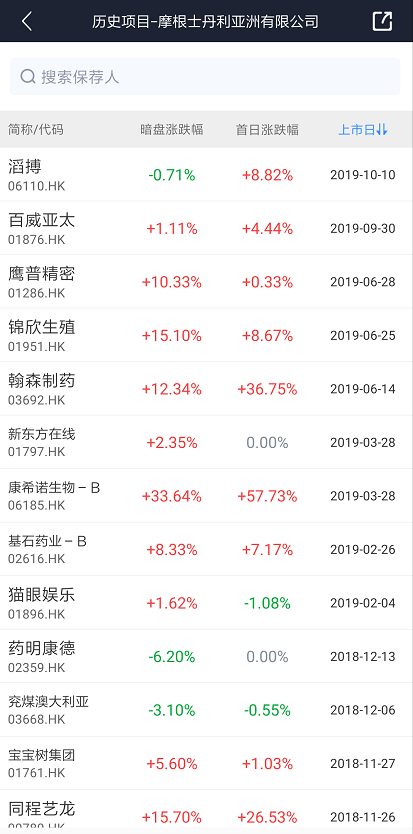 历史项目-摩根士丹利亚洲有限公司
搜索保荐人
简称/代码 暗盘涨跌幅 首日涨跌幅 上市日
滔搏 -0.71% +8.82% 2019-10-10
06110.HK
百威亚太 +1.11% +4.44% 2019-09-30
01876.HK
鹰普精密 +10.33% +0.33% 2019-06-28
01286.HK
锦欣生殖 +15.10% +8.67% 2019-06-25
01951.HK
翰森制药 +12.34% +36.75% 2019-06-14
03692.HK
新东方在线 +2.35% 0.00% 2019-03-28
01797.HK
康希诺生物－B +33.64% +57.73% 2019-03-28
06185.HK
基石药业－B +8.33% +7.17% 2019-02-26
02616.HK
猫眼娱乐 +1.62% -1.08% 2019-02-04
01896.HK
药明康德 -6.20% 0.00% 2018-12-13
02359.HK
兖煤澳大利亚 -3.10% -0.55% 2018-12-06
03668.HK
宝宝树集团 +5.60% +1.03% 2018-11-27
01761.HK
同程艺龙 +15.70% +26.53% 2018-11-26